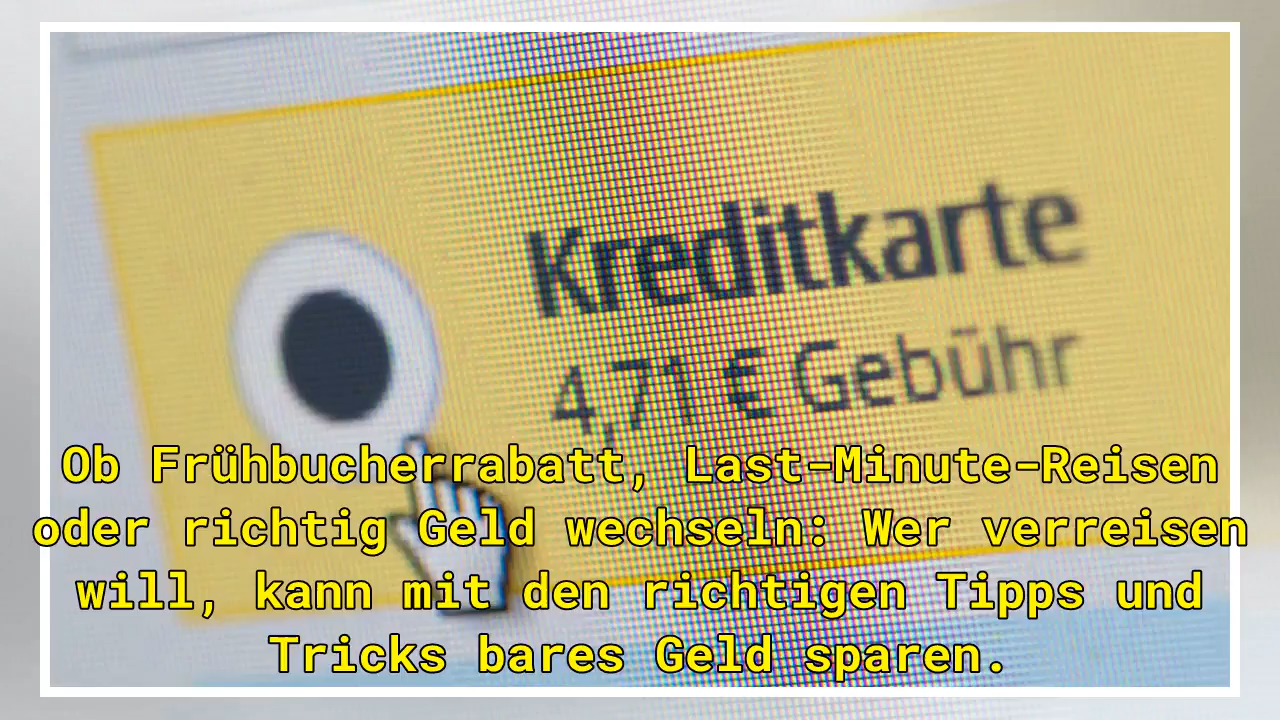 Kreditkarte
4,71 € Gebühr
Ob Frühbucherrabatt, Last-Minute-Reisen
oder richtig Geld wechseln: Wer verreisen
will, kann mit den richtigen Tipps und
Tricks bares Geld sparen.